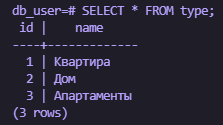 db_user=# SELECT * FROM type;
 id |    name
----+------------
  1 | Квартира
  2 | Дом
  3 | Апартаменты
(3 rows)